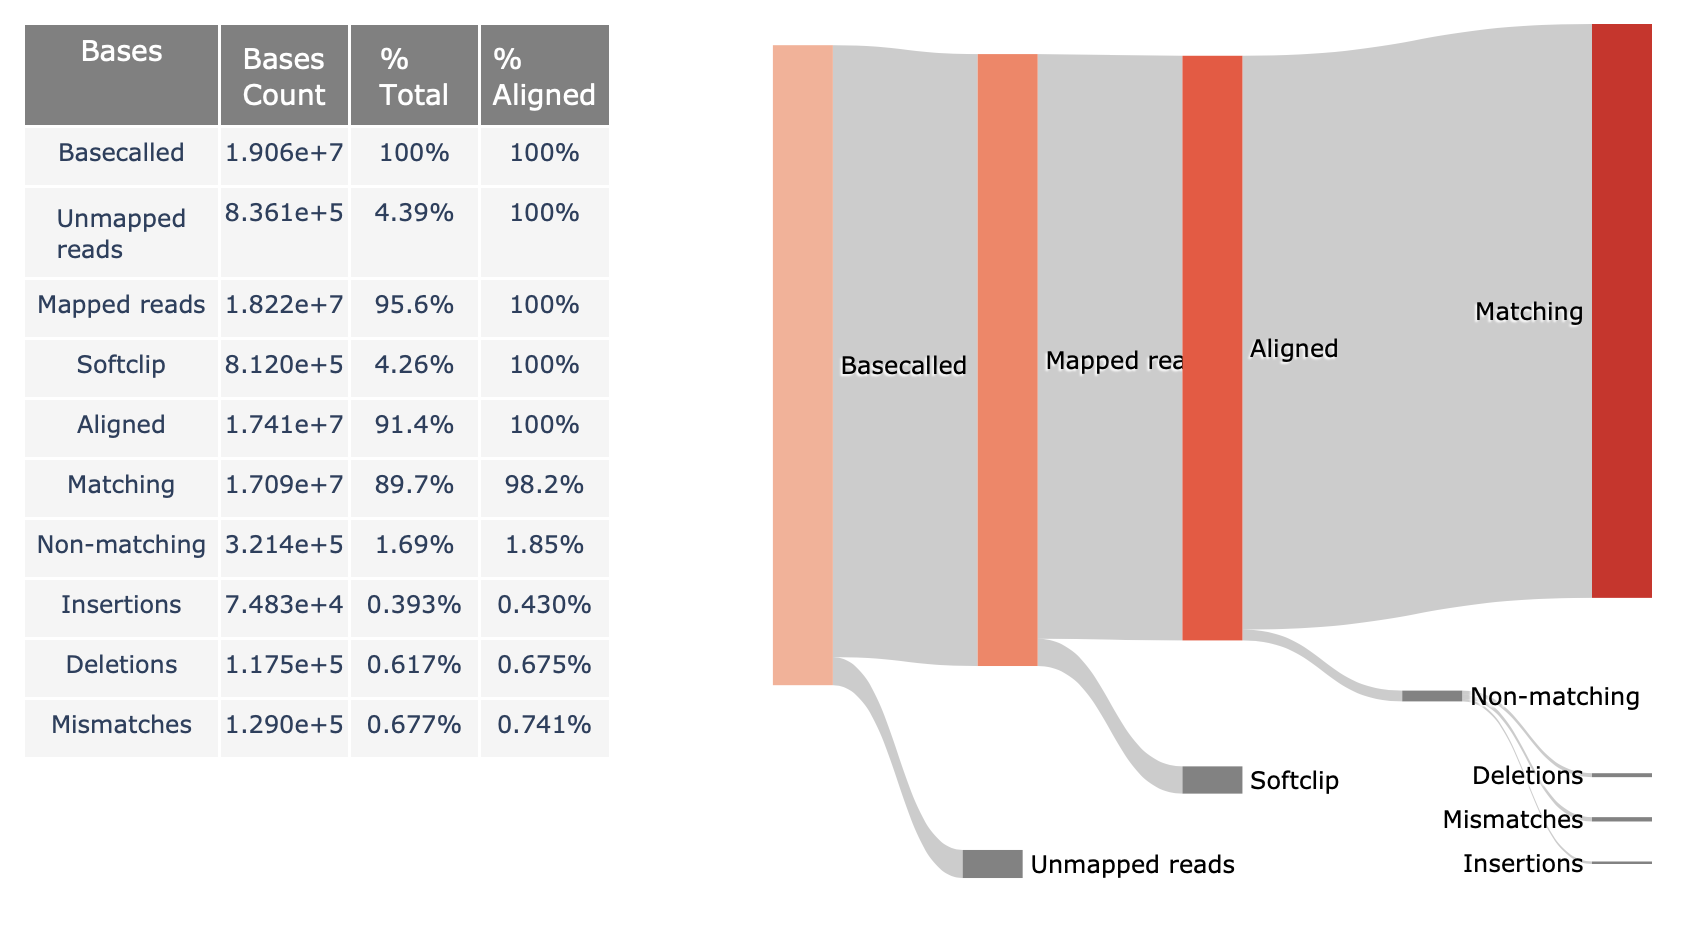 Bases Bases Count % Total % Aligned
Basecalled 1.906e+7 100% 100%
Unmapped reads 8.361e+5 4.39% 100%
Mapped reads 1.822e+7 95.6% 100%
Softclip 8.120e+5 4.26% 100%
Aligned 1.741e+7 91.4% 100%
Matching 1.709e+7 89.7% 98.2%
Non-matching 3.214e+5 1.69% 1.85%
Insertions 7.483e+4 0.393% 0.430%
Deletions 1.175e+5 0.617% 0.675%
Mismatches 1.290e+5 0.677% 0.741%
Basecalled
Mapped rea
Aligned
Matching
Non-matching
Deletions
Softclip
Mismatches
Unmapped reads
Insertions